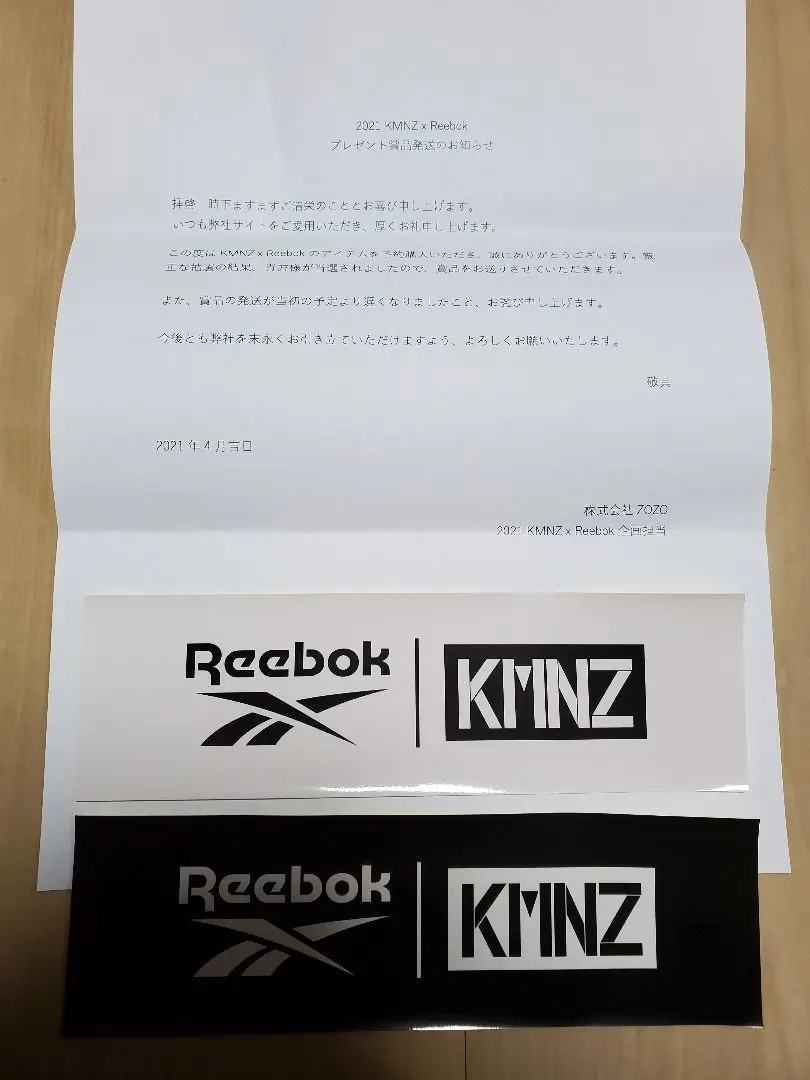 2021 KMNZ x Reebok
プレゼント賞品発送のお知らせ
拝啓　時下ますますご清栄のこととお喜び申し上げます。
いつも弊社サイトをご愛用いただき、厚くお礼申し上げます。
この度は KMNZ x Reebok のアイテムを予約購入いただき、誠にありがとうございます。厳
正な抽選の結果、貴方様が当選されましたので、賞品をお送りさせていただきます。
また、賞品の発送が当初の予定より遅くなりましたこと、お詫び申し上げます。
今後とも弊社を末永くお引き立ていただけますよう、よろしくお願いいたします。
敬具
2021 年 4 月吉日
株式会社 ZOZO
2021 KMNZ x Reebok 企画担当
Reebok KMNZ
Reebok KMNZ